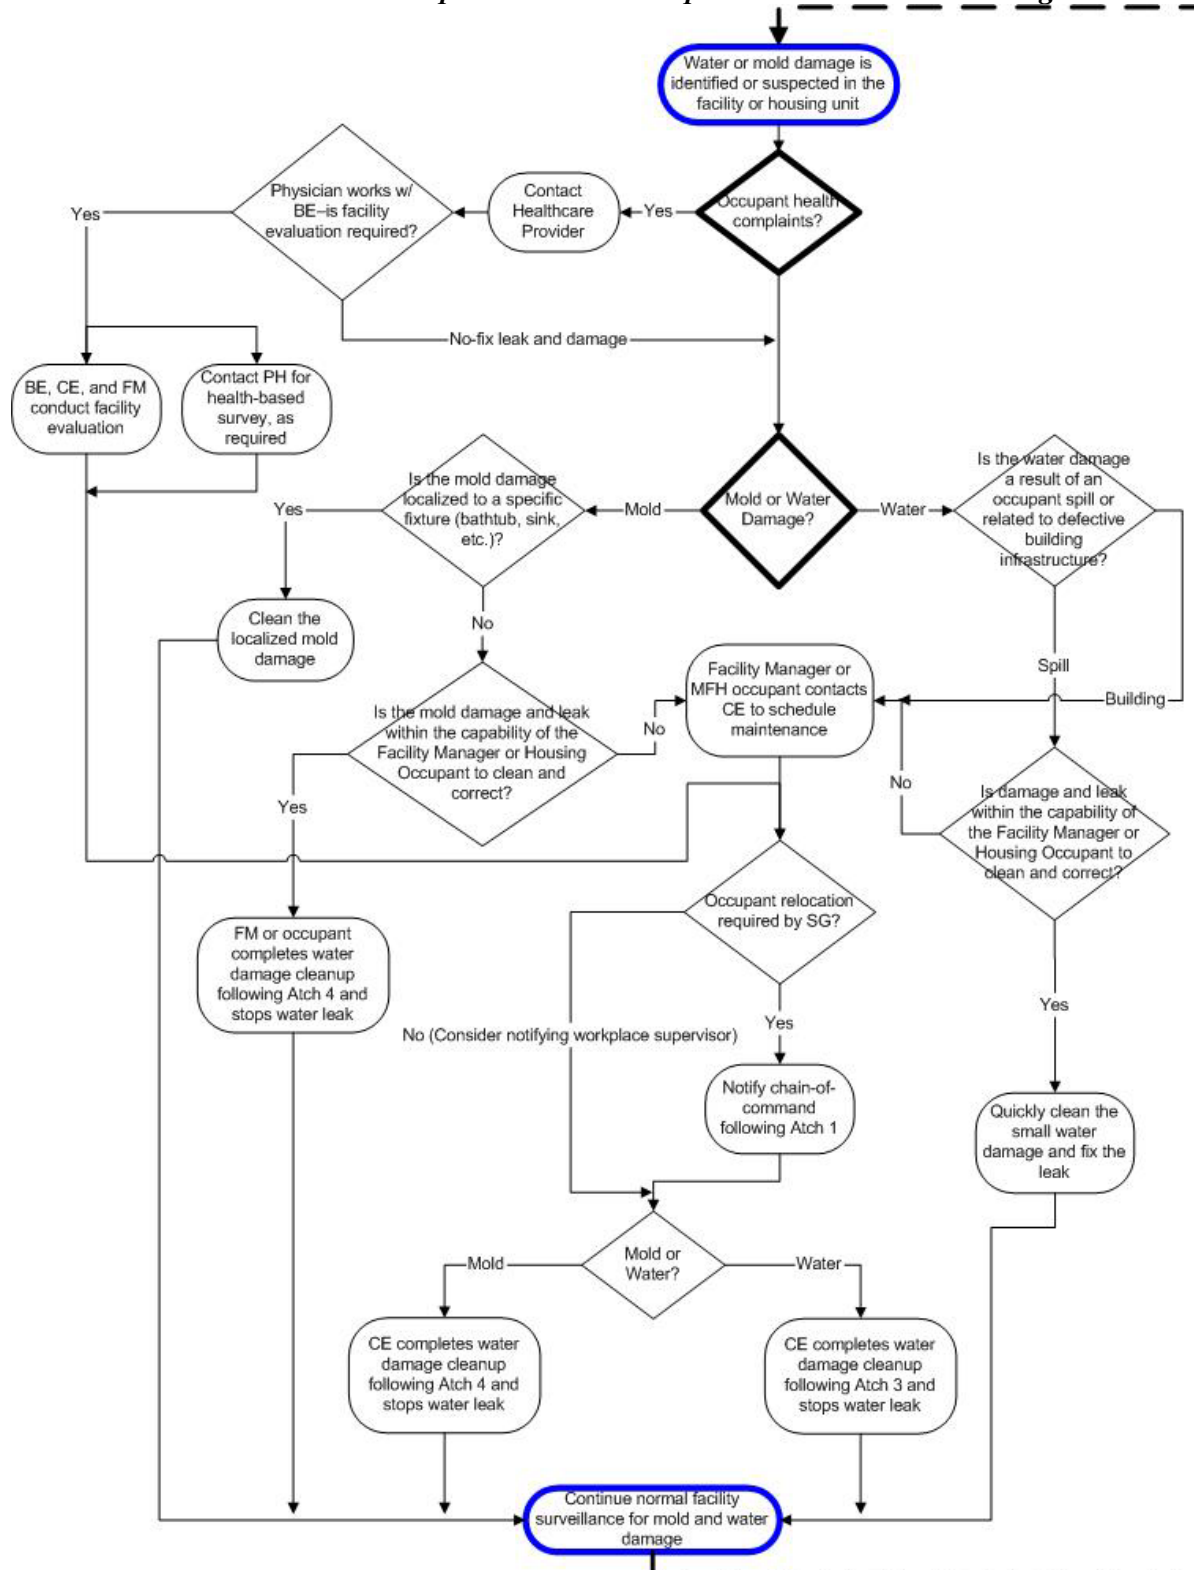 Water or mold damage is
identified or suspected in the
facility or housing unit
Occupant health
complaints?
Yes
Contact
Healthcare
Provider
Physician works w/
BE–is facility
evaluation required?
Yes
No-fix leak and damage
BE, CE, and FM
conduct facility
evaluation
Contact PH for
health-based
survey, as
required
Mold or Water
Damage?
Mold
Water
Is the mold damage
localized to a specific
fixture (bathtub, sink,
etc.)?
Yes
No
Clean the
localized mold
damage
Is the water damage
a result of an
occupant spill or
related to defective
building
infrastructure?
Spill
Building
Facility Manager or
MFH occupant contacts
CE to schedule
maintenance
Is the mold damage and leak
within the capability of the
Facility Manager or Housing
Occupant to clean and
correct?
No
Yes
No
Is damage and leak
within the capability of
the Facility Manager or
Housing Occupant to
clean and correct?
Yes
Occupant relocation
required by SG?
FM or occupant
completes water
damage cleanup
following Atch 4 and
stops water leak
No (Consider notifying workplace supervisor)
Yes
Notify chain-of-
command
following Atch 1
Quickly clean the
small water
damage and fix the
leak
Mold or
Water?
Mold
Water
CE completes water
damage cleanup
following Atch 4 and
stops water leak
CE completes water
damage cleanup
following Atch 3 and
stops water leak
Continue normal facility
surveillance for mold and water
damage